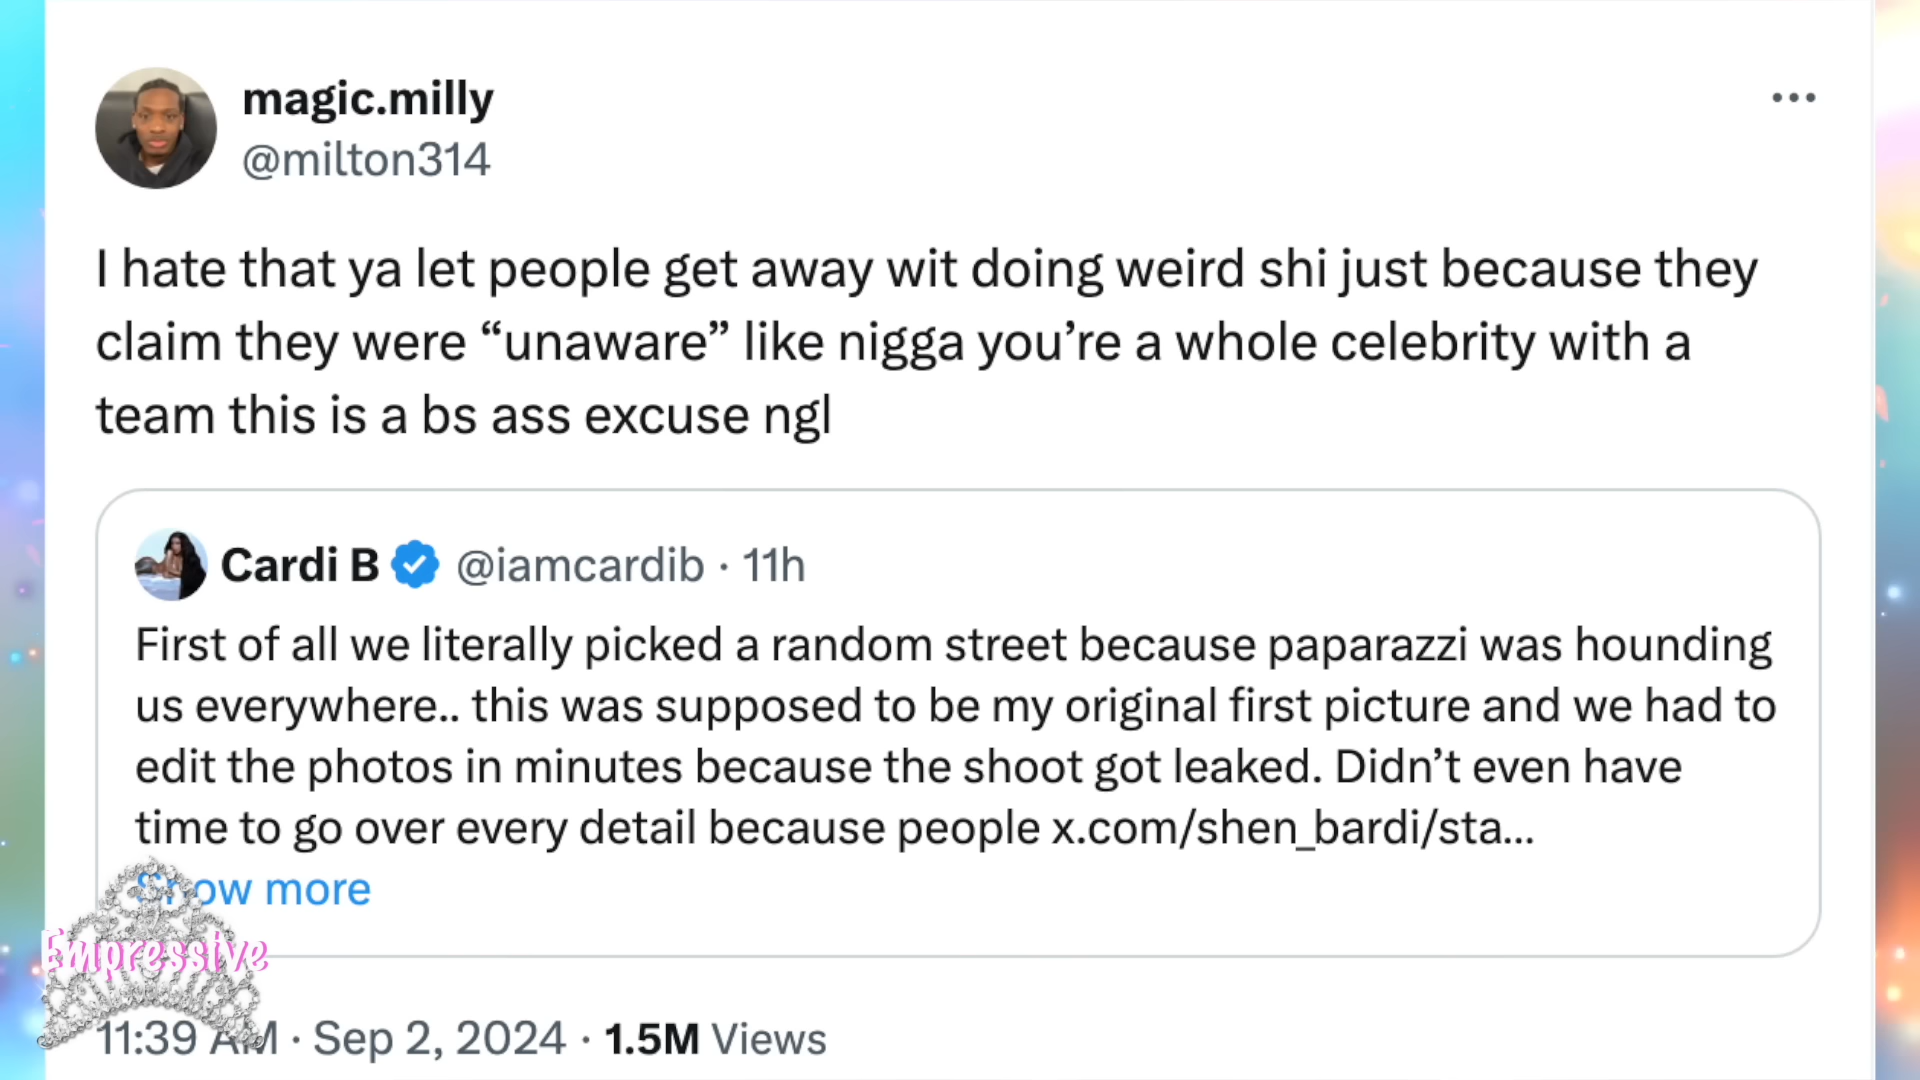 magic.milly
@milton314
I hate that ya let people get away wit doing weird shi just because they
claim they were “unaware” like nigga you’re a whole celebrity with a
team this is a bs ass excuse ngl
Cardi B @iamcardib · 11h
First of all we literally picked a random street because paparazzi was hounding
us everywhere.. this was supposed to be my original first picture and we had to
edit the photos in minutes because the shoot got leaked. Didn’t even have
time to go over every detail because people x.com/shen_bardi/sta...
Show more
Empressive
11:39 AM · Sep 2, 2024 · 1.5M Views